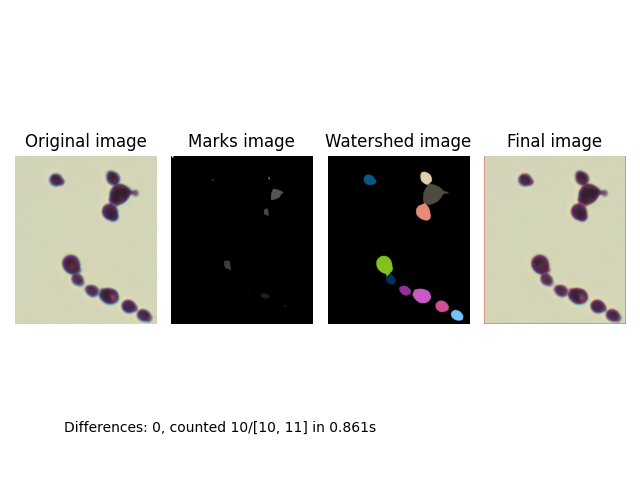 Original image
Marks image
Watershed image
Final image
Differences: 0, counted 10/[10, 11] in 0.861s